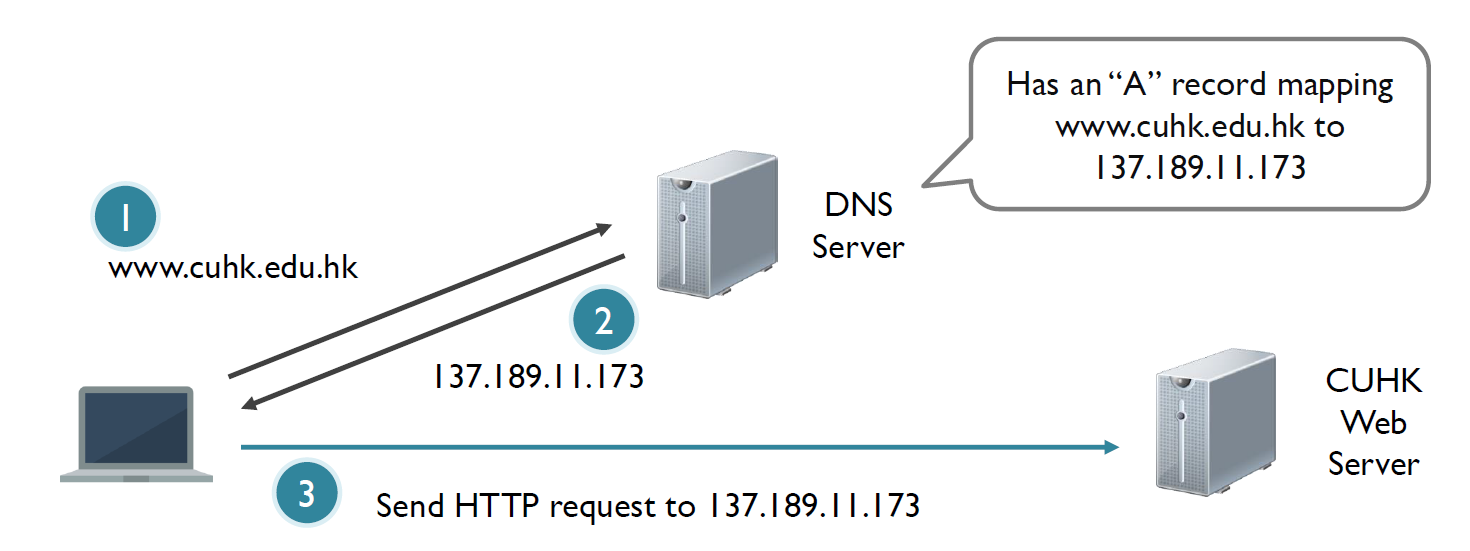 Has an “A” record mapping
www.cuhk.edu.hk to
137.189.11.173
DNS
Server
1
www.cuhk.edu.hk
2
137.189.11.173
CUHK
Web
Server
3
Send HTTP request to 137.189.11.173